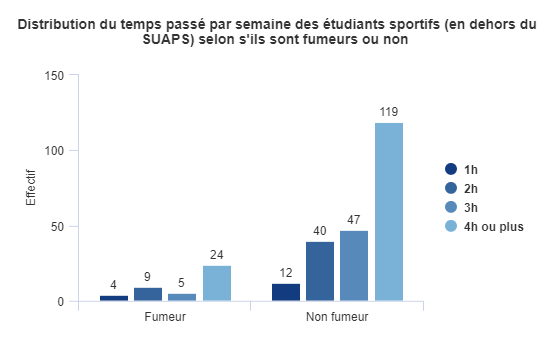 Distribution du temps passé par semaine des étudiants sportifs (en dehors du
SUAPS) selon s'ils sont fumeurs ou non
150
100
50
0
Effectif
4
9
5
24
12
40
47
119
Fumeur
Non fumeur
1h
2h
3h
4h ou plus